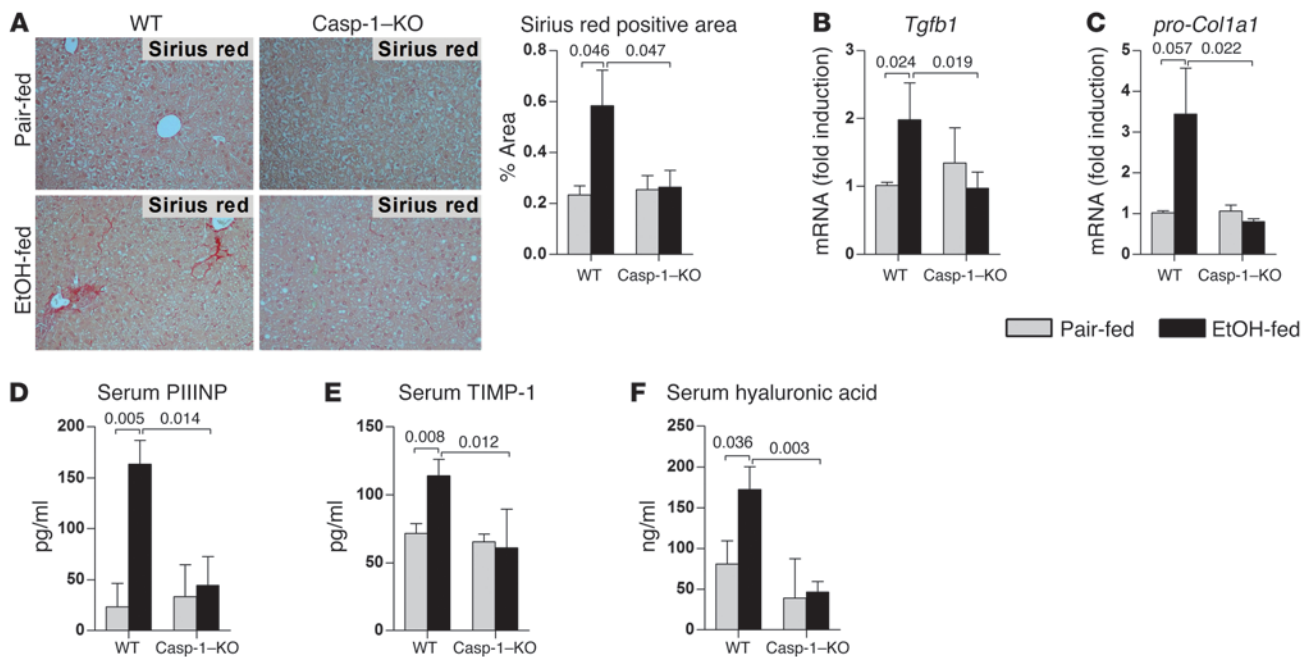 A
WT
Casp-1–KO
Pair-fed
EtOH-fed
Sirius red
Sirius red
Sirius red
Sirius red
Sirius red positive area
0.046
0.047
% Area
0.8
0.6
0.4
0.2
0.0
WT
Casp-1–KO
B
Tgfb1
0.024
0.019
mRNA (fold induction)
3
2
1
0
WT
Casp-1–KO
C
pro-Col1a1
0.057
0.022
mRNA (fold induction)
5
4
3
2
1
0
WT
Casp-1–KO
Pair-fed
EtOH-fed
D
Serum PIIINP
0.005
0.014
pg/ml
200
150
100
50
0
WT
Casp-1–KO
E
Serum TIMP-1
0.008
0.012
pg/ml
150
100
50
0
WT
Casp-1–KO
F
Serum hyaluronic acid
0.036
0.003
ng/ml
250
200
150
100
50
0
WT
Casp-1–KO